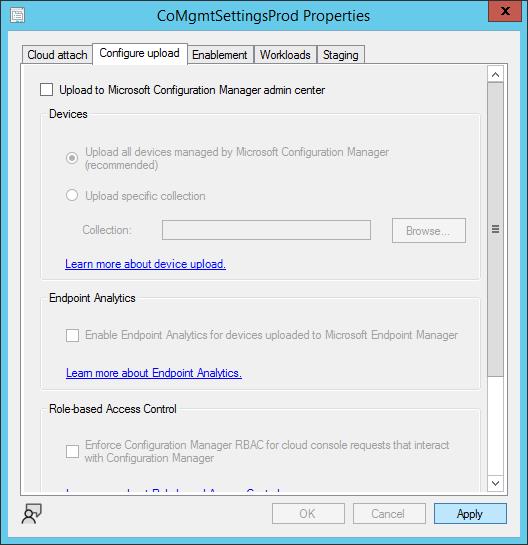 CoMgmtSettingsProd Properties
X
Cloud attach Configure upload Enablement Workloads Staging
Upload to Microsoft Configuration Manager admin center
Devices
Upload all devices managed by Microsoft Configuration Manager
(recommended)
Upload specific collection
Collection:
Browse...
Learn more about device upload.
Endpoint Analytics
Enable Endpoint Analytics for devices uploaded to Microsoft Endpoint Manager
Learn more about Endpoint Analytics.
Role-based Access Control
Enforce Configuration Manager RBAC for cloud console requests that interact
with Configuration Manager
OK Cancel Apply